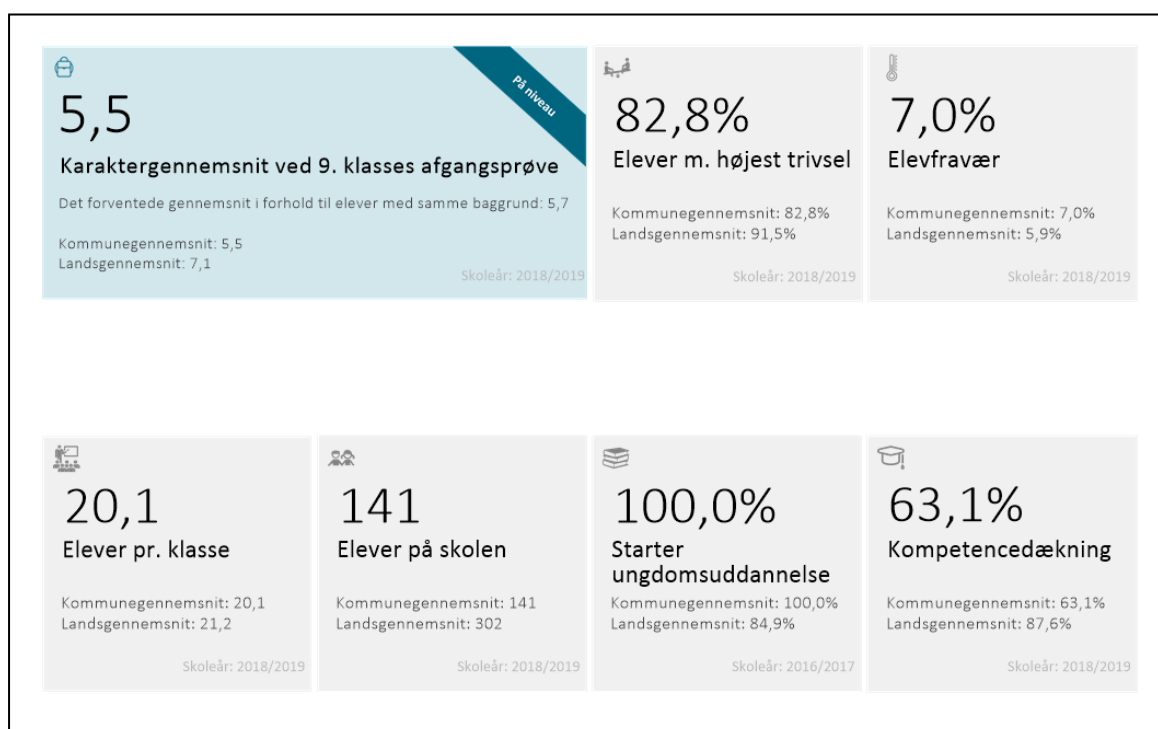 På niveau
5,5
Karaktergennemsnit ved 9. klasses afgangsprøve
Det forventede gennemsnit i forhold til elever med samme baggrund: 5,7
Kommunegennemsnit: 5,5
Landsgennemsnit: 7,1
Skoleår: 2018/2019
82,8%
Elever m. højest trivsel
Kommunegennemsnit: 82,8%
Landsgennemsnit: 91,5%
Skoleår: 2018/2019
7,0%
Elevfravær
Kommunegennemsnit: 7,0%
Landsgennemsnit: 5,9%
Skoleår: 2018/2019
20,1
Elever pr. klasse
Kommunegennemsnit: 20,1
Landsgennemsnit: 21,2
Skoleår: 2018/2019
141
Elever på skolen
Kommunegennemsnit: 141
Landsgennemsnit: 302
Skoleår: 2018/2019
100,0%
Starter
ungdomsuddannelse
Kommunegennemsnit: 100,0%
Landsgennemsnit: 84,9%
Skoleår: 2016/2017
63,1%
Kompetencedækning
Kommunegennemsnit: 63,1%
Landsgennemsnit: 87,6%
Skoleår: 2018/2019